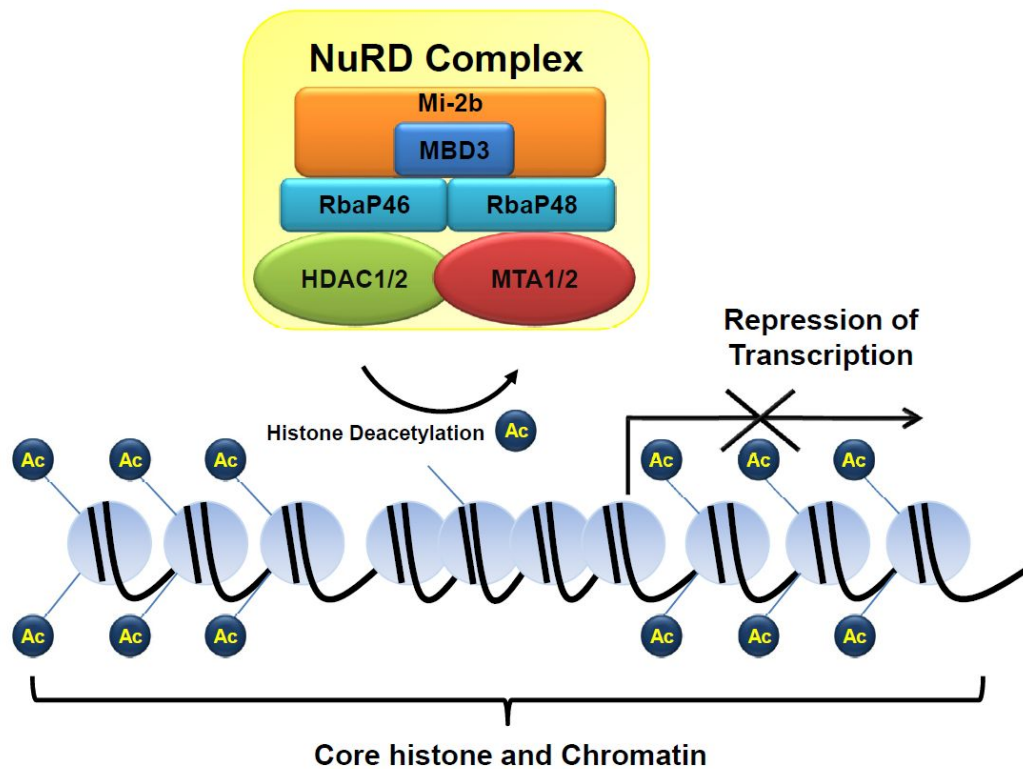 NuRD Complex
Mi-2b
MBD3
RbaP46 RbaP48
HDAC1/2 MTA1/2
Repression of
Transcription
Histone Deacetylation Ac
Ac Ac Ac Ac Ac Ac
Ac Ac Ac Ac Ac Ac
Core histone and Chromatin